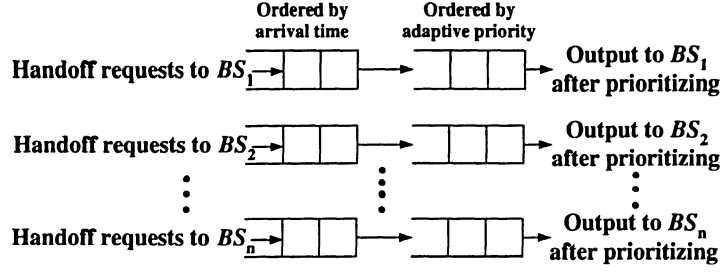 Ordered by arrival time
Ordered by adaptive priority
Handoff requests to BS1
Output to BS1 after prioritizing
Handoff requests to BS2
Output to BS2 after prioritizing
Handoff requests to BSn
Output to BSn after prioritizing